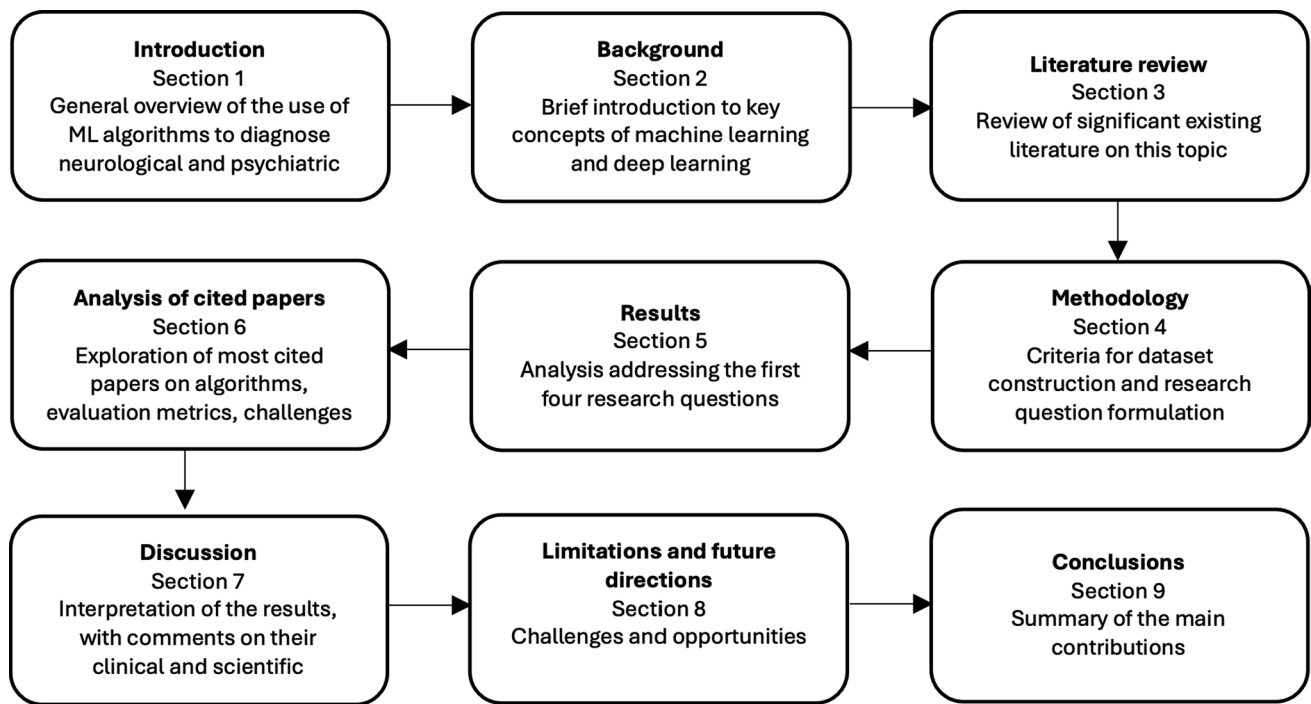 Introduction
Section 1
General overview of the use of
ML algorithms to diagnose
neurological and psychiatric
Background
Section 2
Brief introduction to key
concepts of machine learning
and deep learning
Literature review
Section 3
Review of significant existing
literature on this topic
Methodology
Section 4
Criteria for dataset
construction and research
question formulation
Results
Section 5
Analysis addressing the first
four research questions
Analysis of cited papers
Section 6
Exploration of most cited
papers on algorithms,
evaluation metrics, challenges
Discussion
Section 7
Interpretation of the results,
with comments on their
clinical and scientific
Limitations and future
directions
Section 8
Challenges and opportunities
Conclusions
Section 9
Summary of the main
contributions